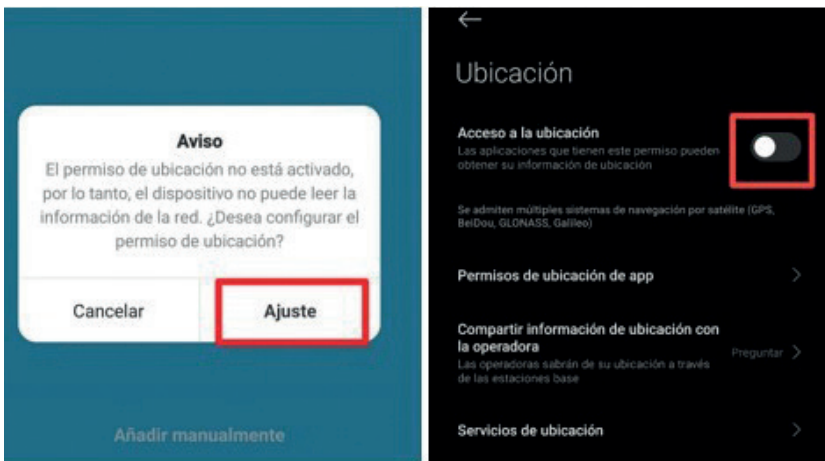 Aviso
El permiso de ubicación no está activado,
por lo tanto, el dispositivo no puede leer la
información de la red. ¿Desea configurar el
permiso de ubicación?
Cancelar
Ajuste
Añadir manualmente
Ubicación
Acceso a la ubicación
Las aplicaciones que tienen este permiso pueden
obtener su información de ubicación
Se admiten múltiples sistemas de navegación por satélite (GPS,
BeiDou, GLONASS, Galileo)
Permisos de ubicación de app
Compartir información de ubicación con
la operadora
Las operadoras sabrán de su ubicación a través
de las estaciones base
Preguntar
Servicios de ubicación